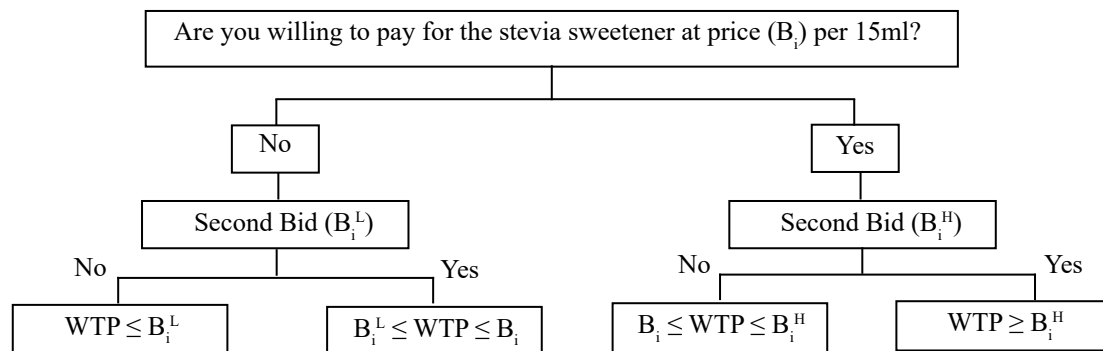 Are you willing to pay for the stevia sweetener at price (Bᵢ) per 15ml?
No
Yes
Second Bid (Bᵢᴸ)
Second Bid (Bᵢᴴ)
No
Yes
No
Yes
WTP ≤ Bᵢᴸ
Bᵢᴸ ≤ WTP ≤ Bᵢ
Bᵢ ≤ WTP ≤ Bᵢᴴ
WTP ≥ Bᵢᴴ